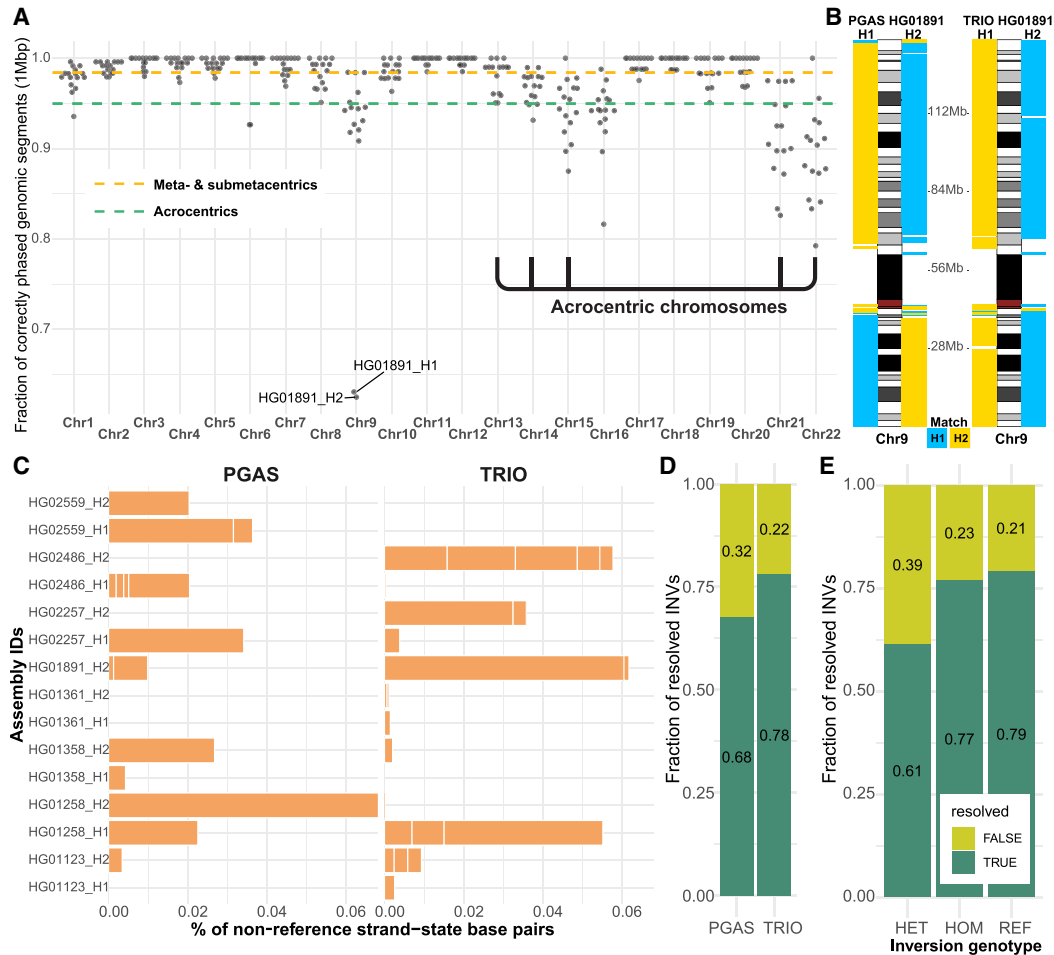 A
Fraction of correctly phased genomic segments (1Mbp)
1.0
0.9
0.8
0.7
Meta- & submetacentrics
Acrocentrics
Acrocentric chromosomes
HG01891_H1
HG01891_H2
Chr1 Chr3 Chr5 Chr7 Chr9 Chr11 Chr13 Chr15 Chr17 Chr19 Chr21
Chr2 Chr4 Chr6 Chr8 Chr10 Chr12 Chr14 Chr16 Chr18 Chr20 Chr22
B
PGAS HG01891 TRIO HG01891
H1 H2 H1 H2
112Mb
84Mb
56Mb
28Mb
Match
Chr9 H1 H2 Chr9
C
PGAS TRIO
Assembly IDs
HG02559_H2
HG02559_H1
HG02486_H2
HG02486_H1
HG02257_H2
HG02257_H1
HG01891_H2
HG01361_H2
HG01361_H1
HG01358_H2
HG01358_H1
HG01258_H2
HG01258_H1
HG01123_H2
HG01123_H1
0.00 0.02 0.04 0.06 0.00 0.02 0.04 0.06
% of non-reference strand-state base pairs
D
Fraction of resolved INVs
1.00
0.75
0.50
0.25
0.00
0.32 0.22
0.68 0.78
PGAS TRIO
E
Fraction of resolved INVs
1.00
0.75
0.50
0.25
0.00
0.39 0.23 0.21
0.61 0.77 0.79
resolved
FALSE
TRUE
HET HOM REF
Inversion genotype